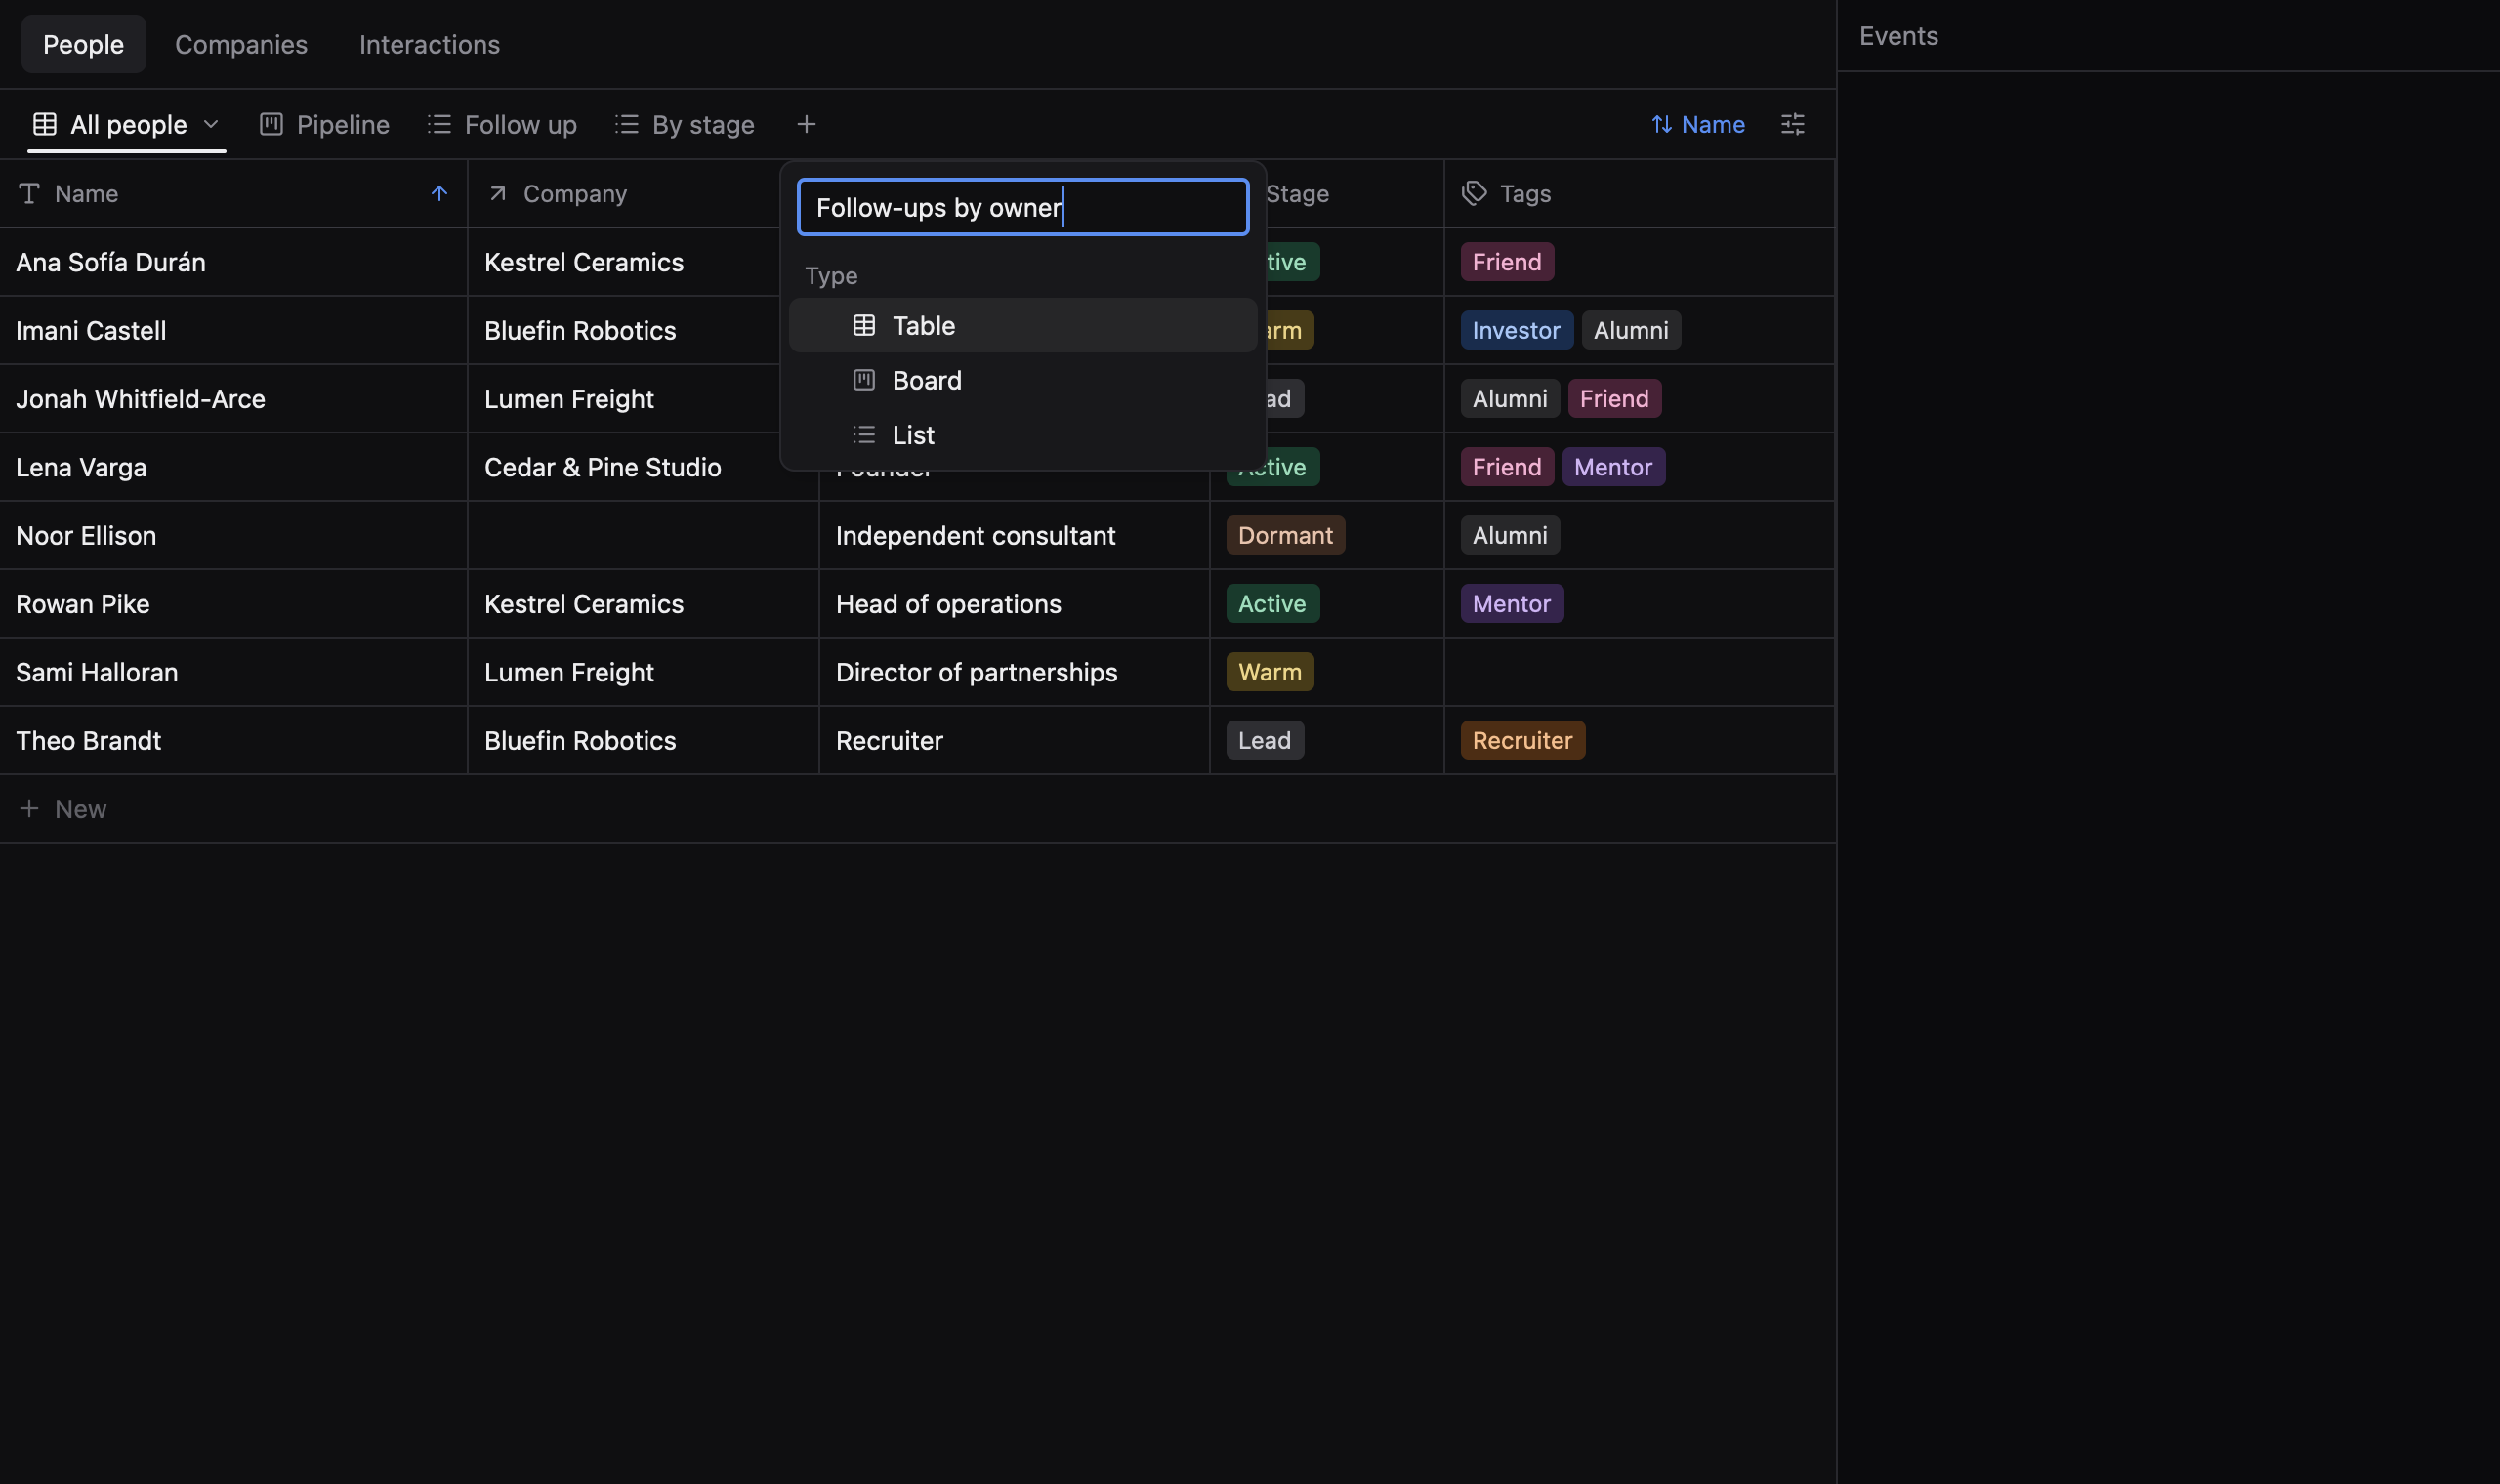 People Companies Interactions
Events
All people Pipeline Follow up By stage
Name
Name Company Stage Tags
Follow-ups by owner
Type
Table
Board
List
Ana Sofía Durán Kestrel Ceramics Friend
Imani Castell Bluefin Robotics Investor Alumni
Jonah Whitfield-Arce Lumen Freight Alumni Friend
Lena Varga Cedar & Pine Studio Founder Active Friend Mentor
Noor Ellison Independent consultant Dormant Alumni
Rowan Pike Kestrel Ceramics Head of operations Active Mentor
Sami Halloran Lumen Freight Director of partnerships Warm
Theo Brandt Bluefin Robotics Recruiter Lead Recruiter
New